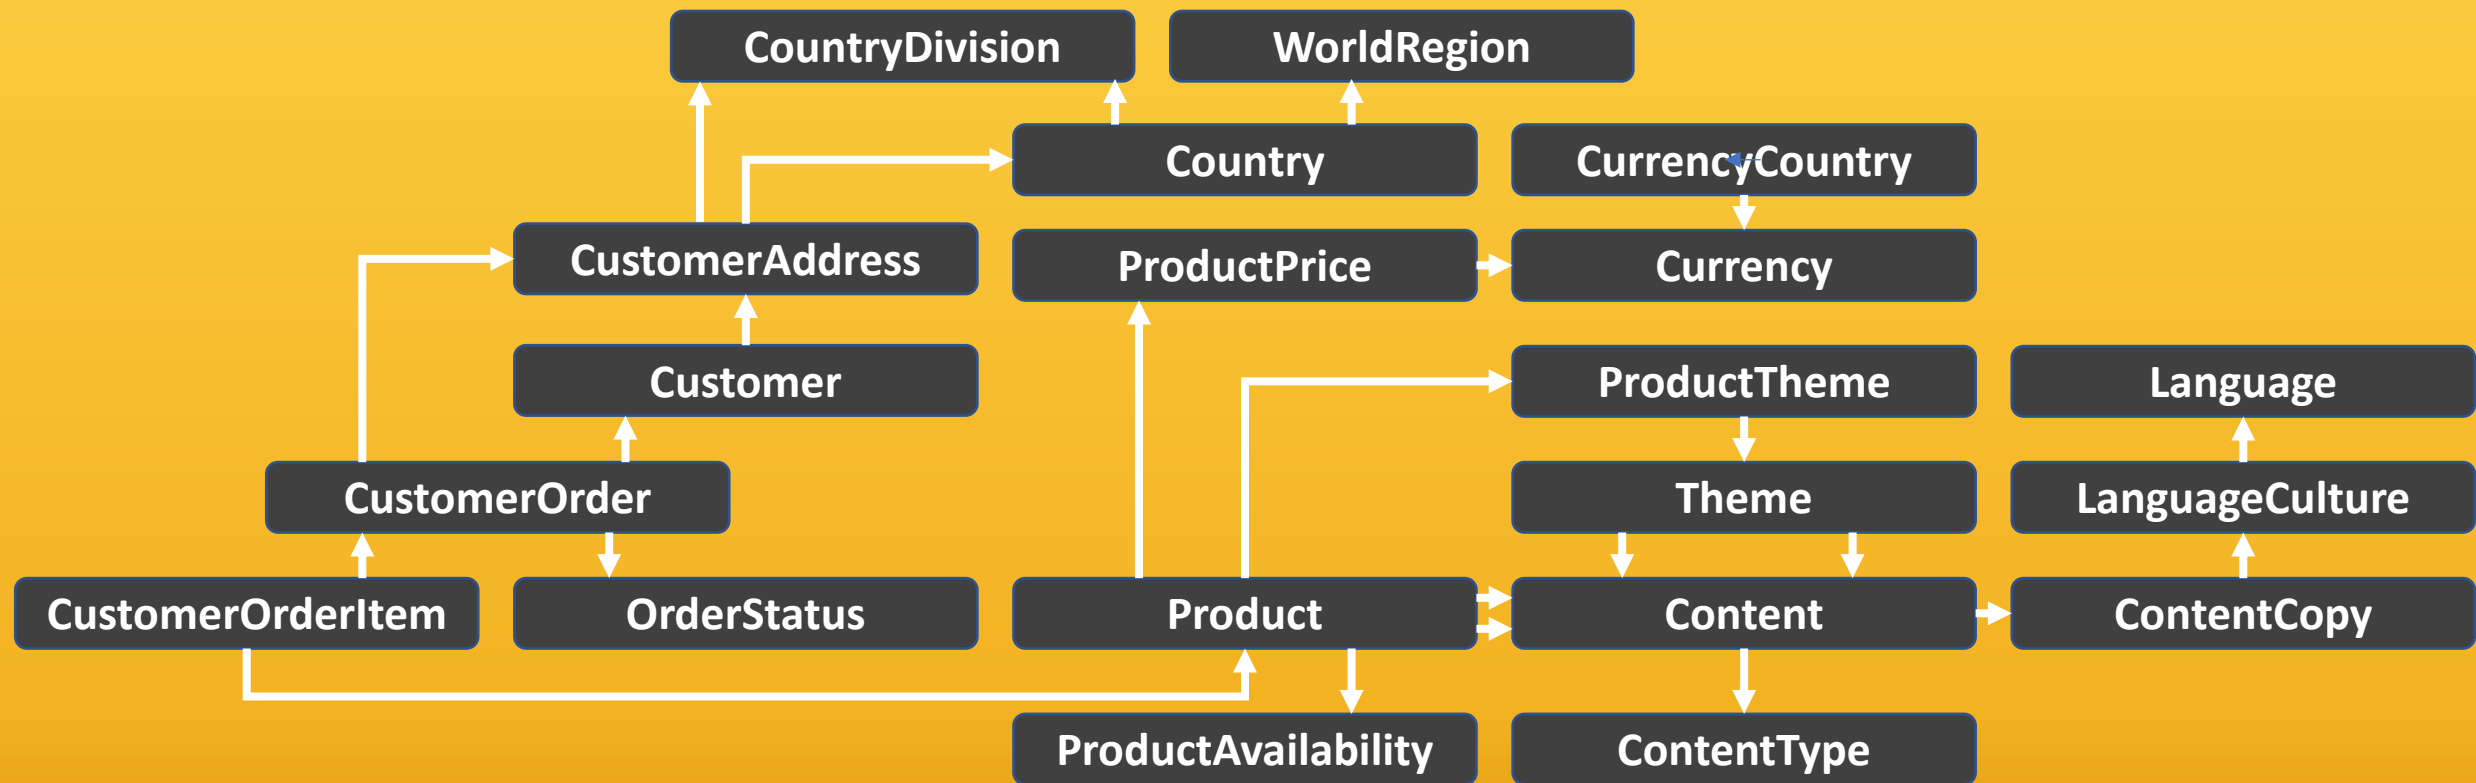 CountryDivision
WorldRegion
Country
CurrencyCountry
CustomerAddress
ProductPrice
Currency
Customer
ProductTheme
Language
CustomerOrder
Theme
LanguageCulture
CustomerOrderItem
OrderStatus
Product
Content
ContentCopy
ProductAvailability
ContentType